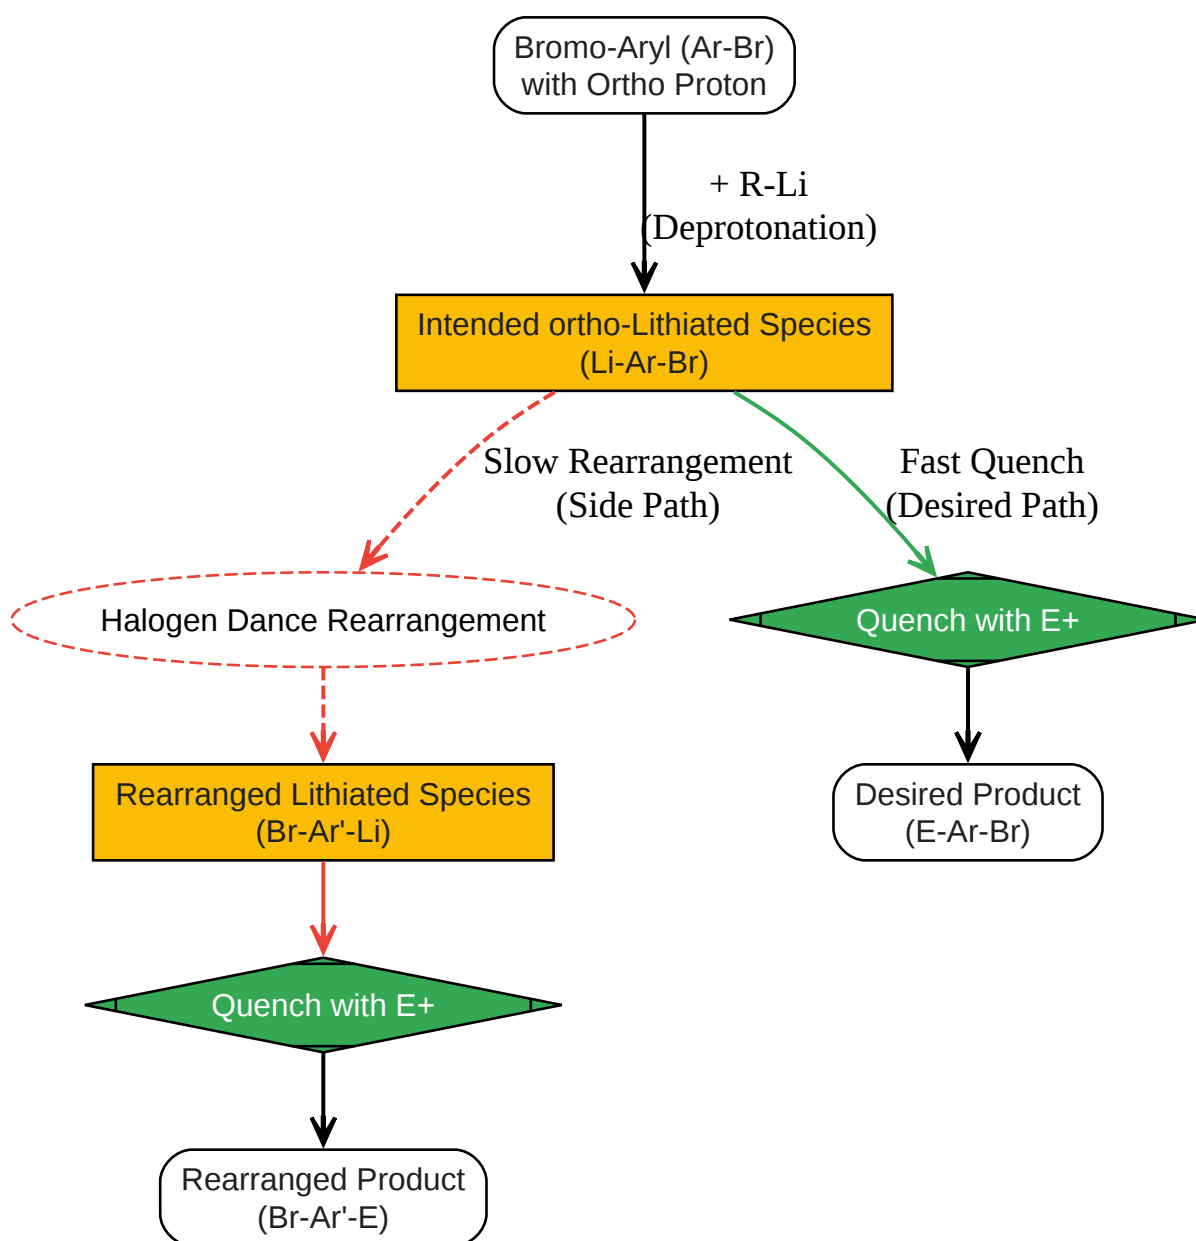 Bromo-Aryl (Ar-Br)
with Ortho Proton
+ R-Li
(Deprotonation)
Intended ortho-Lithiated Species
(Li-Ar-Br)
Slow Rearrangement
(Side Path)
Fast Quench
(Desired Path)
Halogen Dance Rearrangement
Quench with E+
Rearranged Lithiated Species
(Br-Ar'-Li)
Desired Product
(E-Ar-Br)
Quench with E+
Rearranged Product
(Br-Ar'-E)